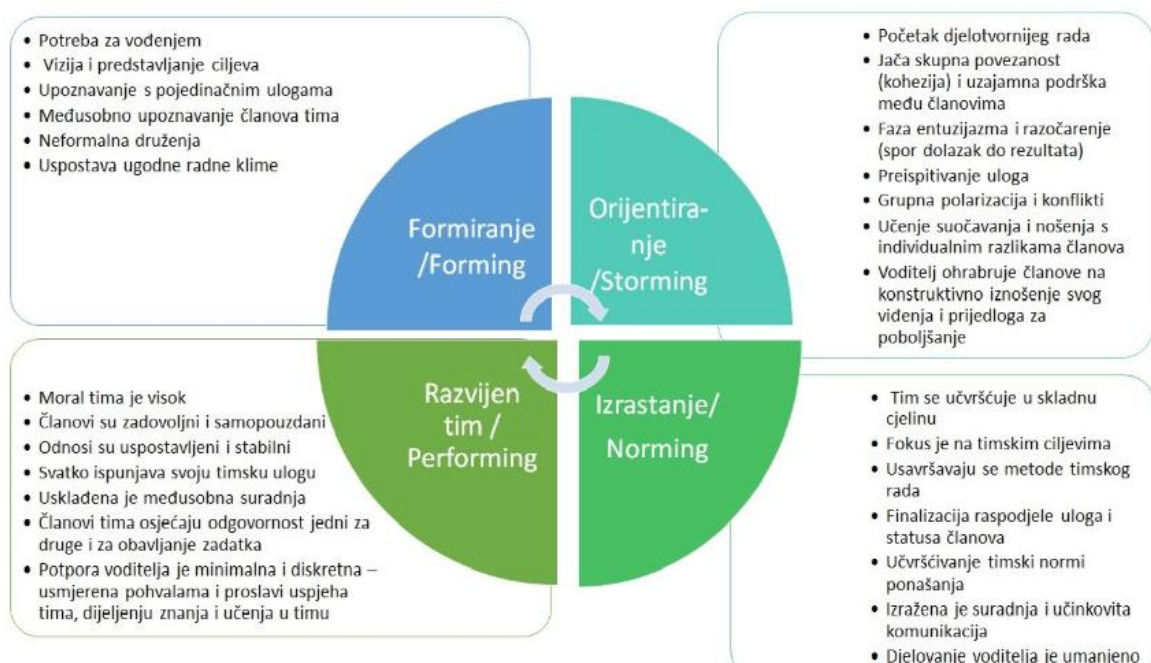 • Potreba za vođenjem
• Vizija i predstavljanje ciljeva
• Upoznavanje s pojedinačnim ulogama
• Međusobno upoznavanje članova tima
• Neformalna druženja
• Uspostava ugodne radne klime
Formiranje
/Forming
Orijentira-
nje
/Storming
• Početak djelotvornijeg rada
• Jača skupna povezanost
(kohezija) i uzajamna podrška
među članovima
• Faza entuzijazma i razočarenje
(spor dolazak do rezultata)
• Preispitivanje uloga
• Grupna polarizacija i konflikti
• Učenje suočavanja i nošenja s
individualnim razlikama članova
• Voditelj ohrabruje članove na
konstruktivno iznošenje svog
viđenja i prijedloga za
poboljšanje
• Moral tima je visok
• Članovi su zadovoljni i samopouzdani
• Odnosi su uspostavljeni i stabilni
• Svatko ispunjava svoju timsku ulogu
• Usklađena je međusobna suradnja
• Članovi tima osjećaju odgovornost jedni za
druge i za obavljanje zadatka
• Potpora voditelja je minimalna i diskretna –
usmjerena pohvalama i proslavi uspjeha
tima, dijeljenju znanja i učenja u timu
Razvijen
tim /
Performing
Izrastanje/
Norming
• Tim se učvršćuje u skladnu
cjelinu
• Fokus je na timskim ciljevima
• Usavršavaju se metode timskog
rada
• Finalizacija raspodjele uloga i
statusa članova
• Učvršćivanje timski normi
ponašanja
• Izražena je suradnja i učinkovita
komunikacija
• Djelovanje voditelja je umanjeno